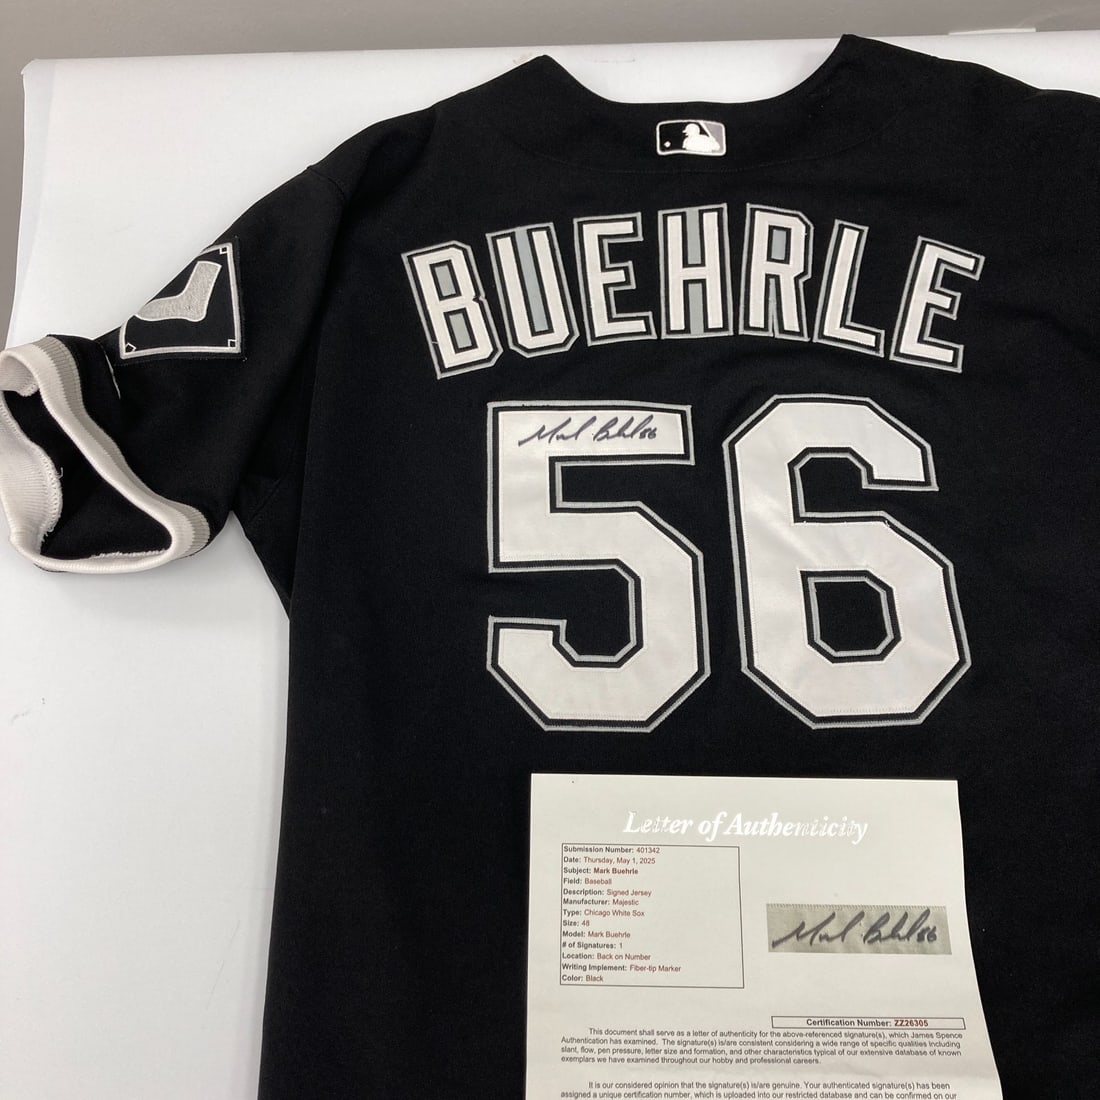 BUEHRLE
56
Mark Buehrle 56
Letter of Authenticity
Submission Number: 401342
Date: Thursday, May 1, 2025
Subject: Mark Buehrle
Field: Baseball
Description: Signed Jersey
Manufacturer: Majestic
Type: Chicago White Sox
Size: 48
Model: Mark Buehrle
# of Signatures: 1
Location: Back on Number
Writing Implement: Fiber-tip Marker
Color: Black
Mark Buehrle 56
Certification Number: ZZ26305
This document shall serve as a letter of authenticity for the above-referenced signature(s), which James Spence
Authentication has examined. The signature(s) is/are consistent considering a wide range of specific qualities including
slant, flow, pen pressure, letter size and formation, and other characteristics typical of our extensive database of known
exemplars we have examined throughout our hobby and professional careers.
It is our considered opinion that the signature(s) is/are genuine. Your authenticated signature(s) has been
assigned a unique certification number, which is uploaded into our restricted database and can be confirmed on our